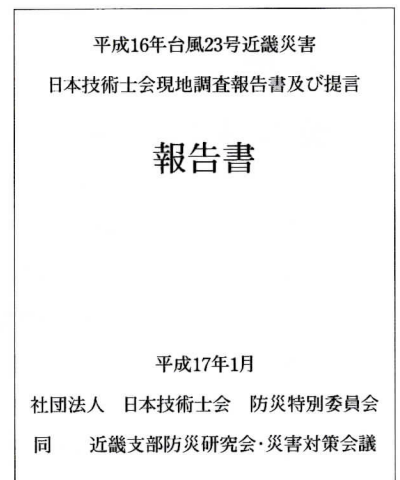 平成16年台風23号近畿災害
日本技術士会現地調査報告書及び提言
報告書
平成17年1月
社団法人　日本技術士会　防災特別委員会
同　　近畿支部防災研究会・災害対策会議